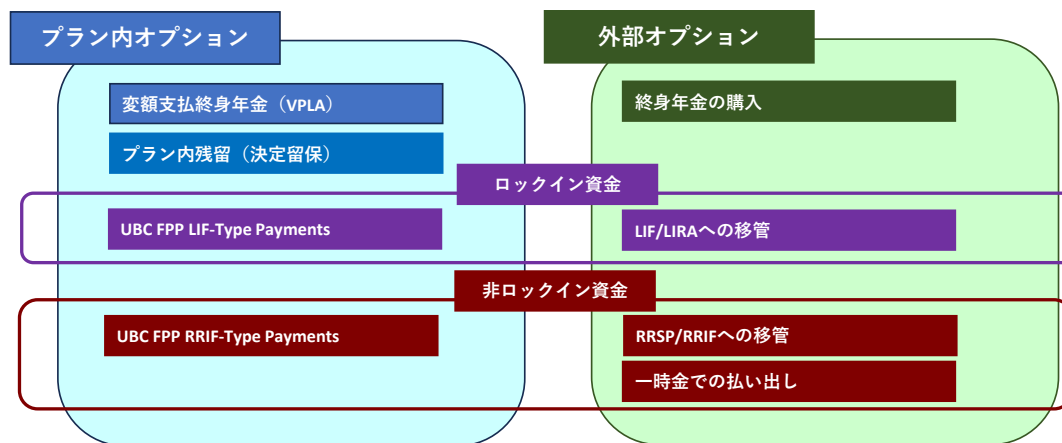 プラン内オプション
外部オプション
変額支払終身年金（VPLA）
終身年金の購入
プラン内残留（決定留保）
ロックイン資金
UBC FPP LIF-Type Payments
LIF/LIRAへの移管
非ロックイン資金
UBC FPP RRIF-Type Payments
RRSP/RRIFへの移管
一時金での払い出し